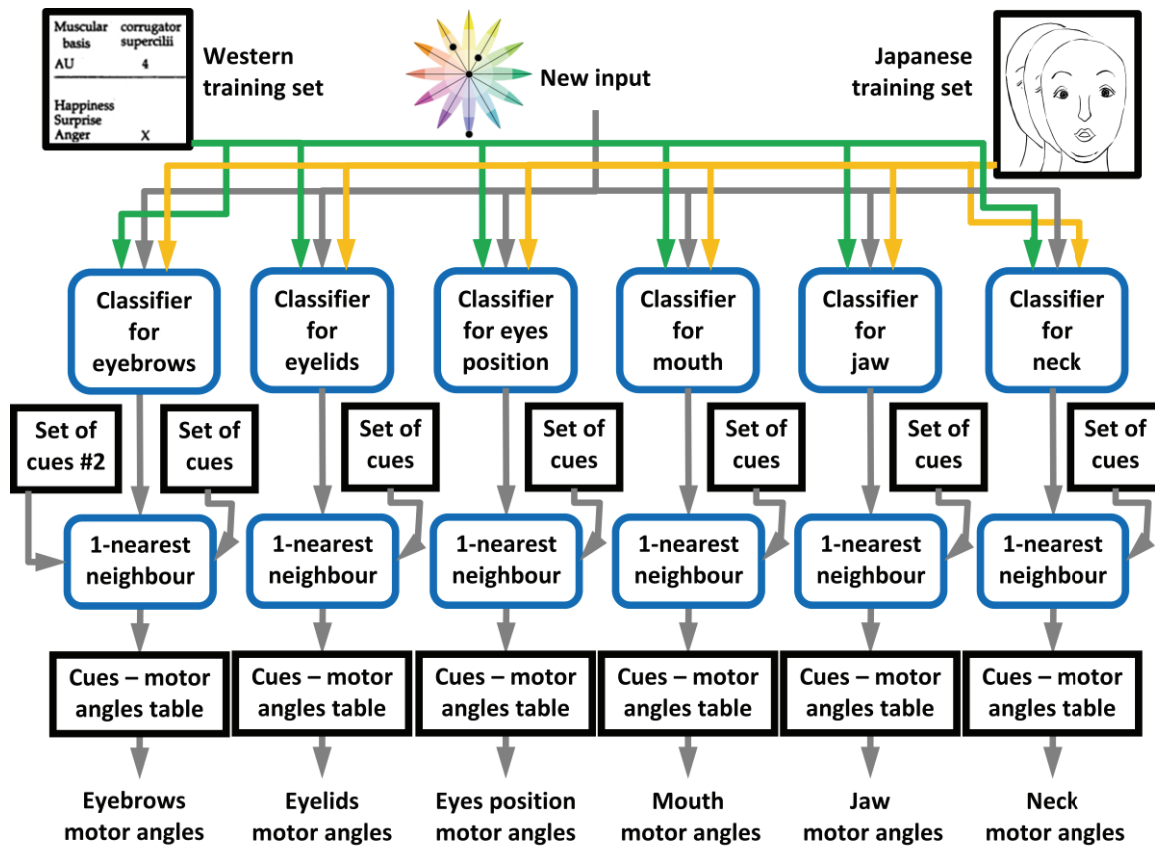 Muscular corrugator
basis supercilii
AU 4
Happiness
Surprise
Anger X
Western
training set
New input
Japanese
training set
Classifier
for
eyebrows
Classifier
for
eyelids
Classifier
for eyes
position
Classifier
for
mouth
Classifier
for
jaw
Classifier
for
neck
Set of
cues #2
Set of
cues
Set of
cues
Set of
cues
Set of
cues
Set of
cues
Set of
cues
1-nearest
neighbour
1-nearest
neighbour
1-nearest
neighbour
1-nearest
neighbour
1-nearest
neighbour
1-nearest
neighbour
Cues – motor
angles table
Cues – motor
angles table
Cues – motor
angles table
Cues – motor
angles table
Cues – motor
angles table
Cues – motor
angles table
Eyebrows
motor angles
Eyelids
motor angles
Eyes position
motor angles
Mouth
motor angles
Jaw
motor angles
Neck
motor angles